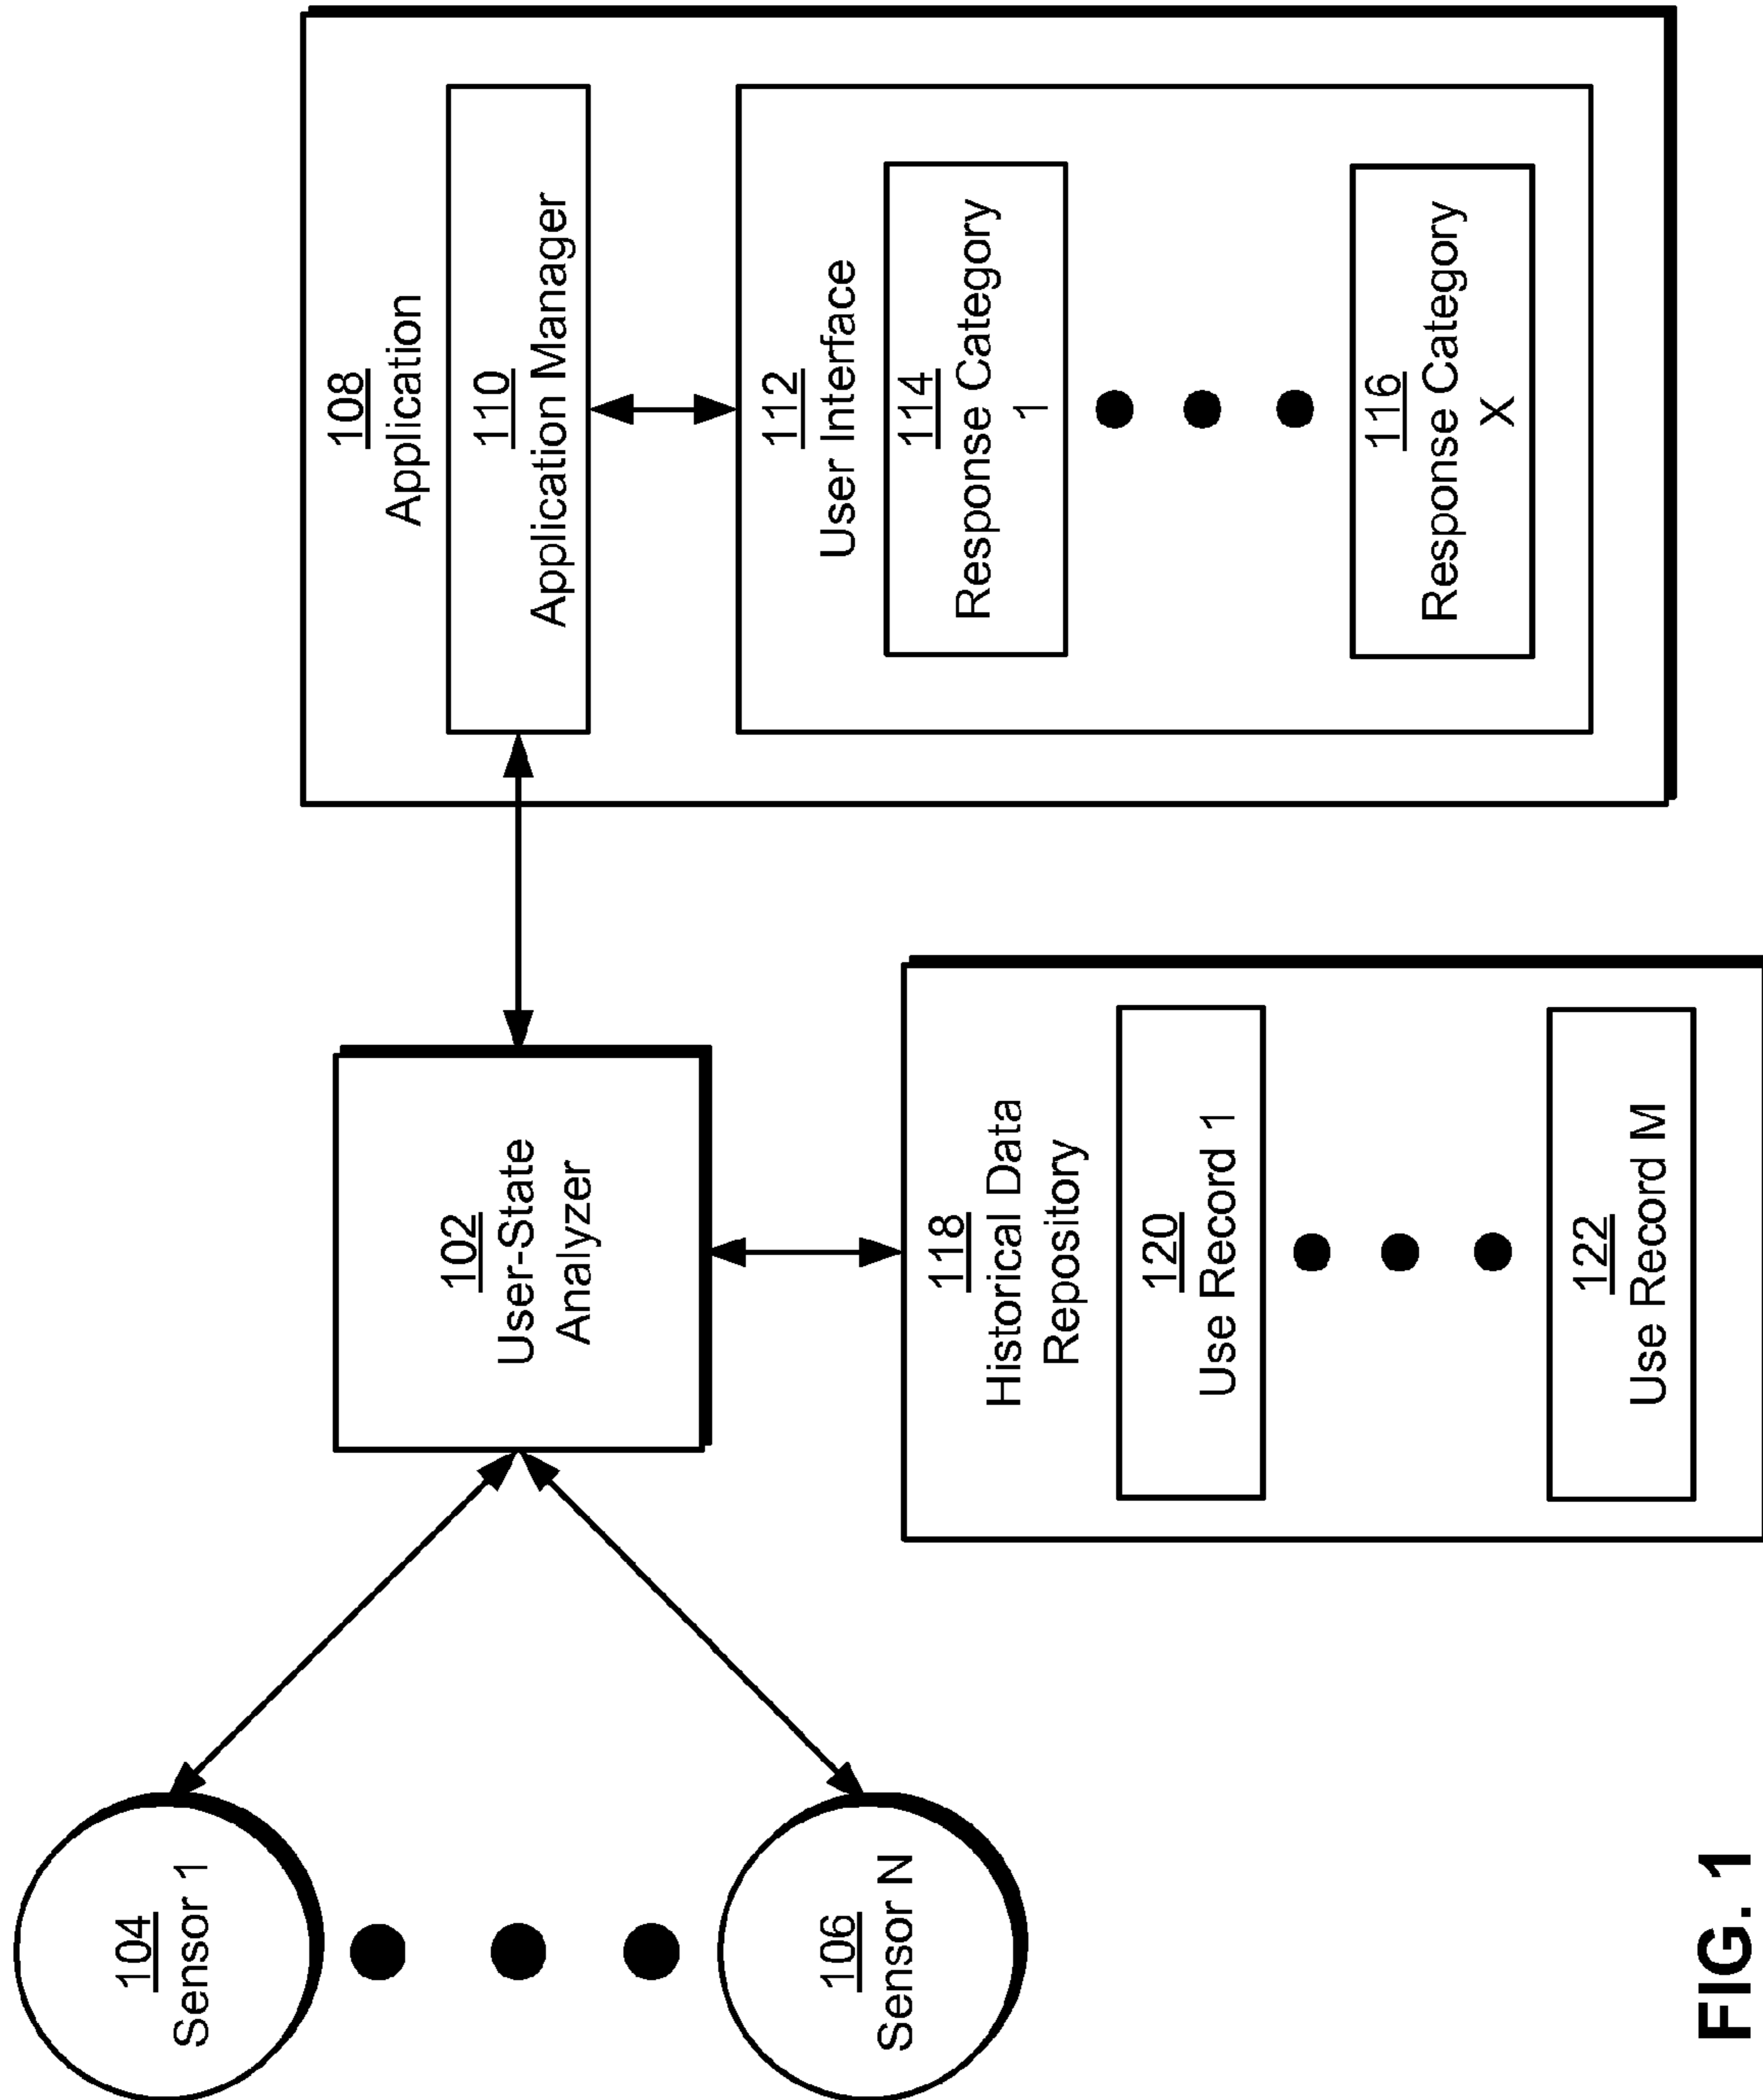 104
Sensor 1
106
Sensor N
102
User-State
Analyzer
118
Historical Data
Repository
120
Use Record 1
122
Use Record M
108
Application
110
Application Manager
112
User Interface
114
Response Category
1
116
Response Category
X
FIG. 1